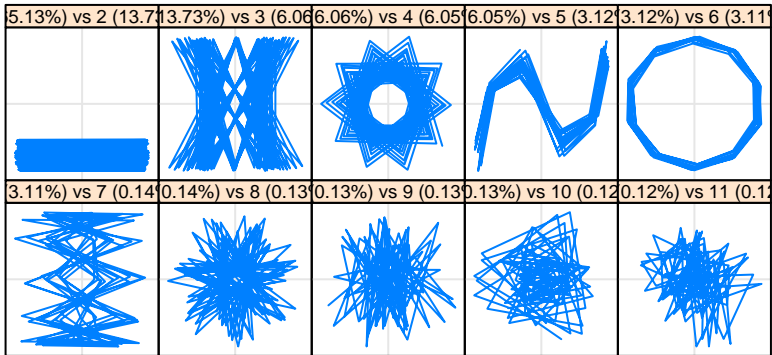 5.13%) vs 2 (13.7
13.73%) vs 3 (6.06
6.06%) vs 4 (6.05
6.05%) vs 5 (3.12
3.12%) vs 6 (3.11
3.11%) vs 7 (0.14
0.14%) vs 8 (0.13
0.13%) vs 9 (0.13
0.13%) vs 10 (0.12
0.12%) vs 11 (0.12